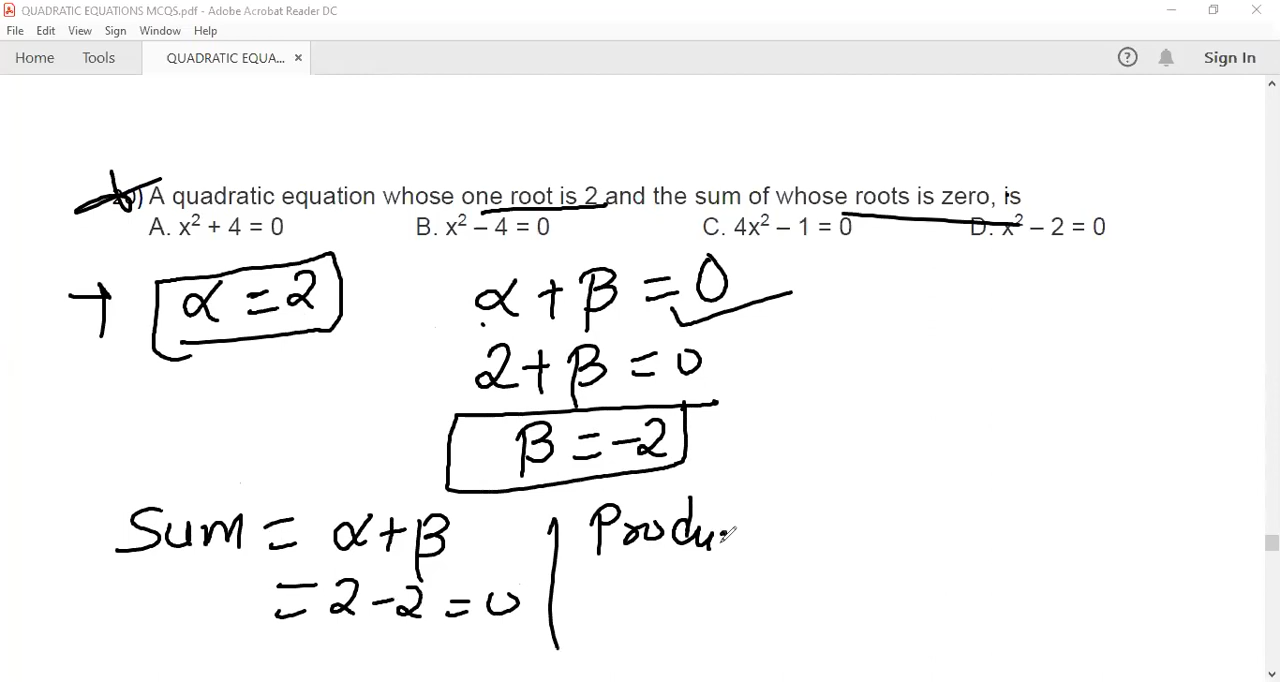 QUADRATIC EQUATIONS MCQS.pdf - Adobe Acrobat Reader DC
File Edit View Sign Window Help
Home Tools QUADRATIC EQUA... × ? Sign In
A quadratic equation whose one root is 2 and the sum of whose roots is zero, is
A. x² + 4 = 0 B. x² – 4 = 0 C. 4x² – 1 = 0 D. x² – 2 = 0
→ α = 2 α + β = 0
2 + β = 0
β = -2
Sum = α + β Produ
= 2 - 2 = 0